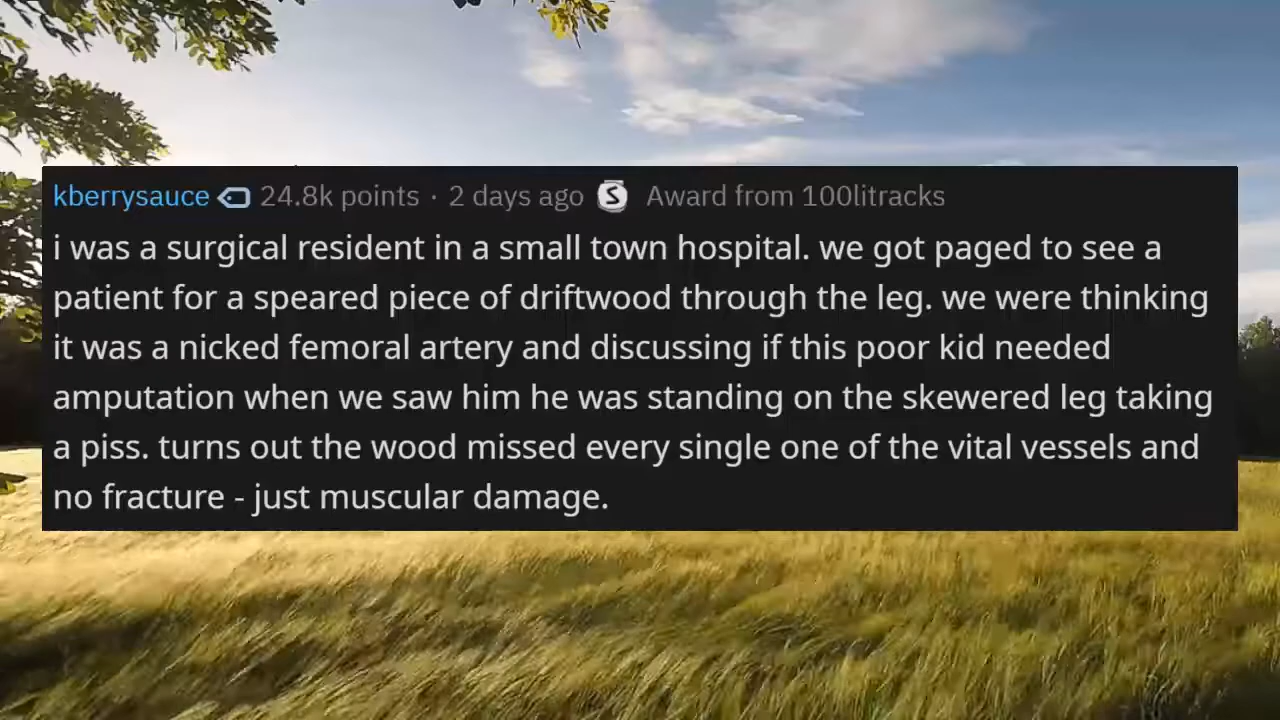 kberrysauce 24.8k points · 2 days ago S Award from 100litracks
i was a surgical resident in a small town hospital. we got paged to see a
patient for a speared piece of driftwood through the leg. we were thinking
it was a nicked femoral artery and discussing if this poor kid needed
amputation when we saw him he was standing on the skewered leg taking
a piss. turns out the wood missed every single one of the vital vessels and
no fracture - just muscular damage.